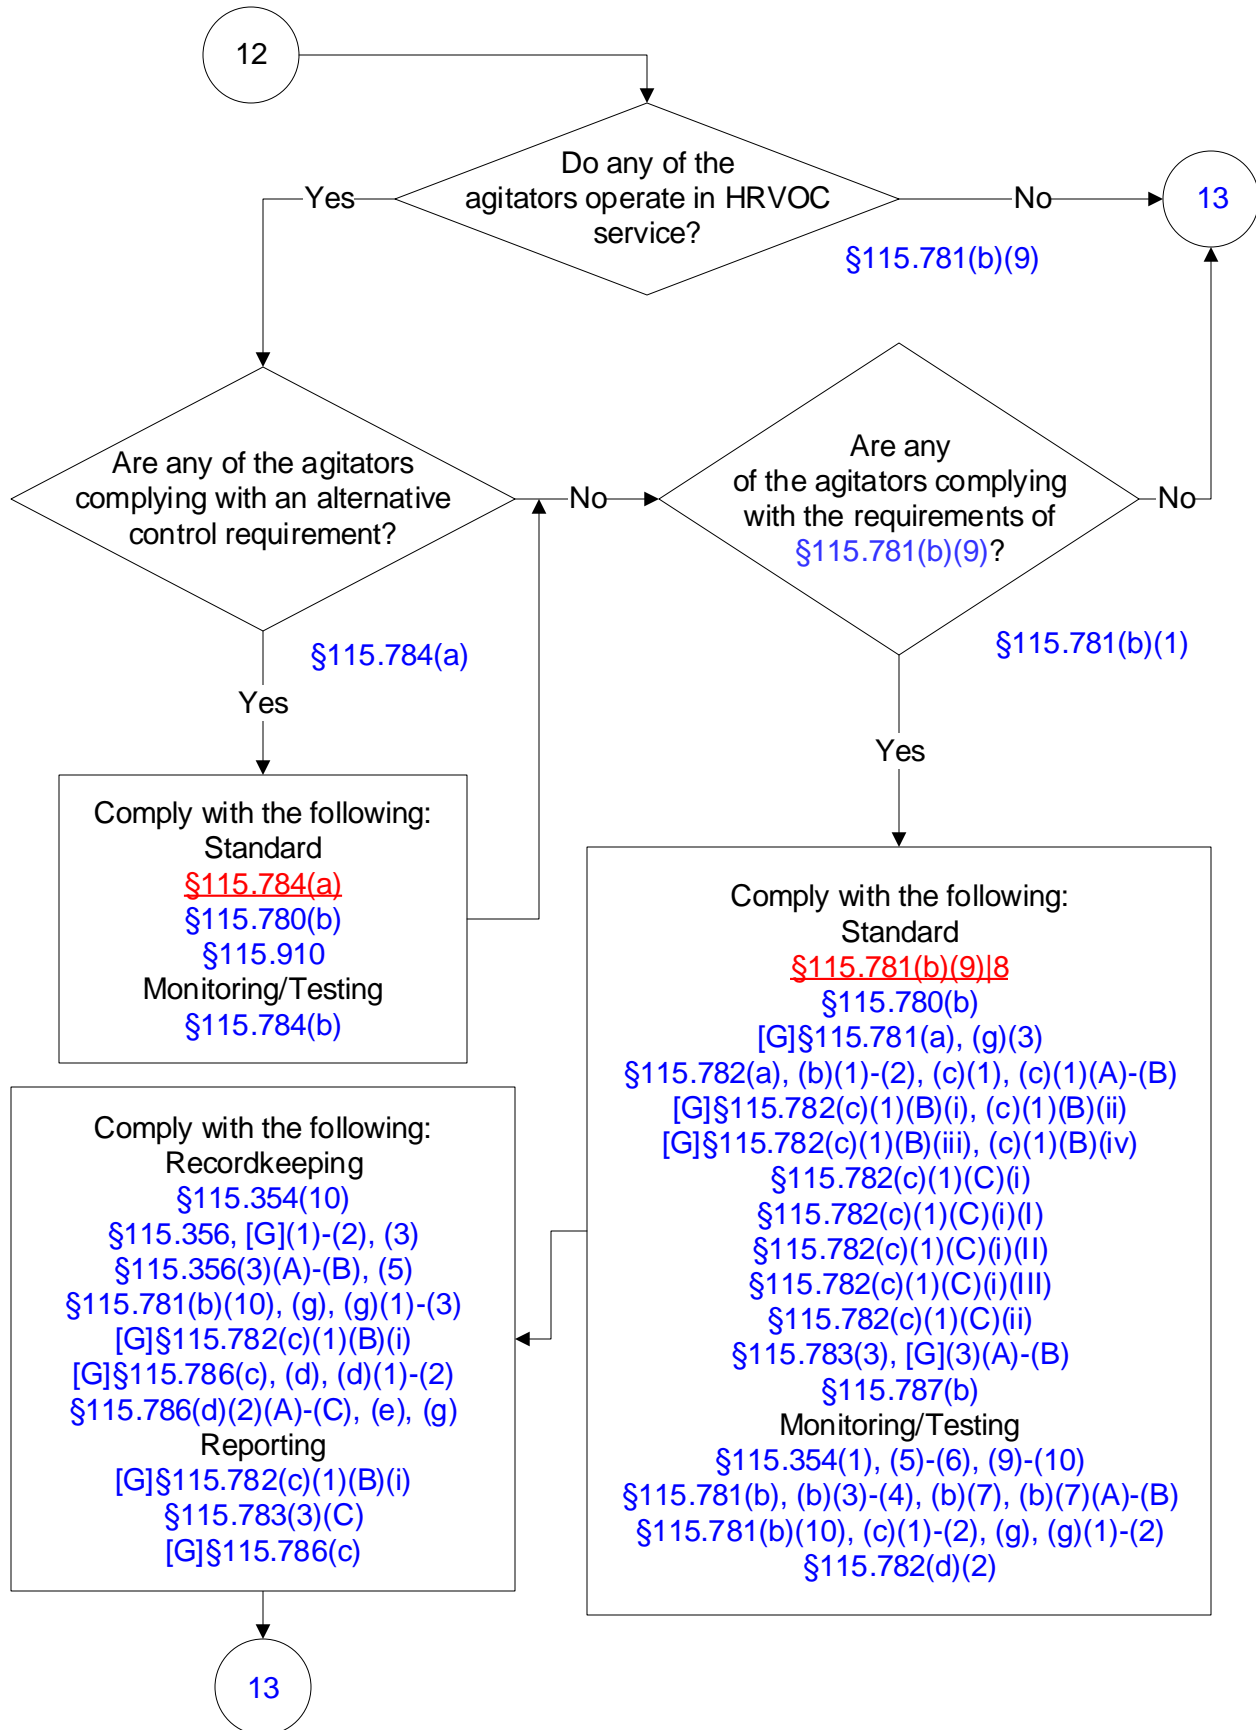 12
Do any of the
agitators operate in HRVOC
service?
Yes
No
13
§115.781(b)(9)
Are any of the agitators
complying with an alternative
control requirement?
No
Are any
of the agitators complying
with the requirements of
§115.781(b)(9)?
No
§115.784(a)
§115.781(b)(1)
Yes
Yes
Comply with the following:
Standard
§115.784(a)
§115.780(b)
§115.910
Monitoring/Testing
§115.784(b)
Comply with the following:
Standard
§115.781(b)(9)|8
§115.780(b)
[G]§115.781(a), (g)(3)
§115.782(a), (b)(1)-(2), (c)(1), (c)(1)(A)-(B)
[G]§115.782(c)(1)(B)(i), (c)(1)(B)(ii)
[G]§115.782(c)(1)(B)(iii), (c)(1)(B)(iv)
§115.782(c)(1)(C)(i)
§115.782(c)(1)(C)(i)(I)
§115.782(c)(1)(C)(i)(II)
§115.782(c)(1)(C)(i)(III)
§115.782(c)(1)(C)(ii)
§115.783(3), [G](3)(A)-(B)
§115.787(b)
Monitoring/Testing
§115.354(1), (5)-(6), (9)-(10)
§115.781(b), (b)(3)-(4), (b)(7), (b)(7)(A)-(B)
§115.781(b)(10), (c)(1)-(2), (g), (g)(1)-(2)
§115.782(d)(2)
Comply with the following:
Recordkeeping
§115.354(10)
§115.356, [G](1)-(2), (3)
§115.356(3)(A)-(B), (5)
§115.781(b)(10), (g), (g)(1)-(3)
[G]§115.782(c)(1)(B)(i)
[G]§115.786(c), (d), (d)(1)-(2)
§115.786(d)(2)(A)-(C), (e), (g)
Reporting
[G]§115.782(c)(1)(B)(i)
§115.783(3)(C)
[G]§115.786(c)
13